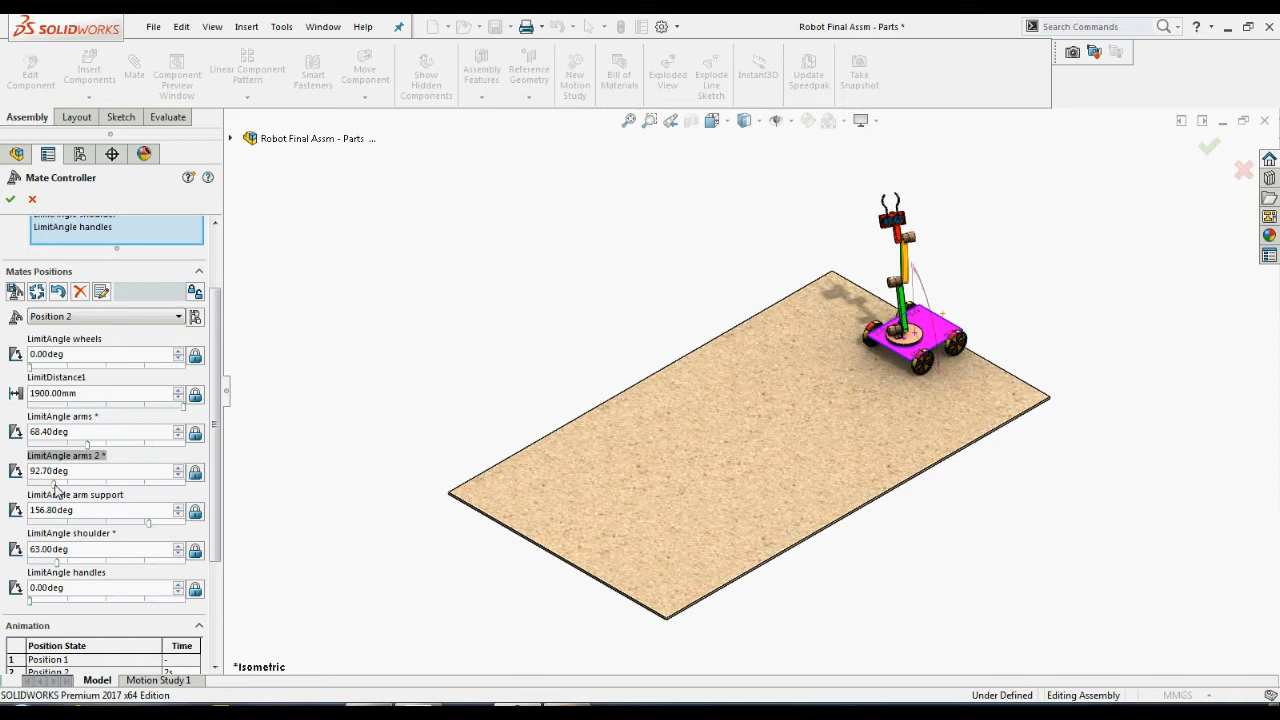 SOLIDWORKS
File Edit View Insert Tools Window Help
Robot Final Assm - Parts *
Search Commands
Edit Component
Insert Components
Mate
Component Preview Window
Linear Component Pattern
Smart Fasteners
Move Component
Show Hidden Components
Assembly Features
Reference Geometry
New Motion Study
Bill of Materials
Exploded View
Explode Line Sketch
Instant3D
Update Speedpak
Take Snapshot
Assembly Layout Sketch Evaluate
Robot Final Assm - Parts ...
Mate Controller
LimitAngle shoulder
LimitAngle handles
Mates Positions
Position 2
LimitAngle wheels
0.00deg
LimitDistance1
1900.00mm
LimitAngle arms *
68.40deg
LimitAngle arms 2 *
92.70deg
LimitAngle arm support
156.80deg
LimitAngle shoulder *
63.00deg
LimitAngle handles
0.00deg
Animation
Position State Time
1 Position 1 -
2 Position 2 2s
*Isometric
Model Motion Study 1
SOLIDWORKS Premium 2017 x64 Edition
Under Defined Editing Assembly MMGS